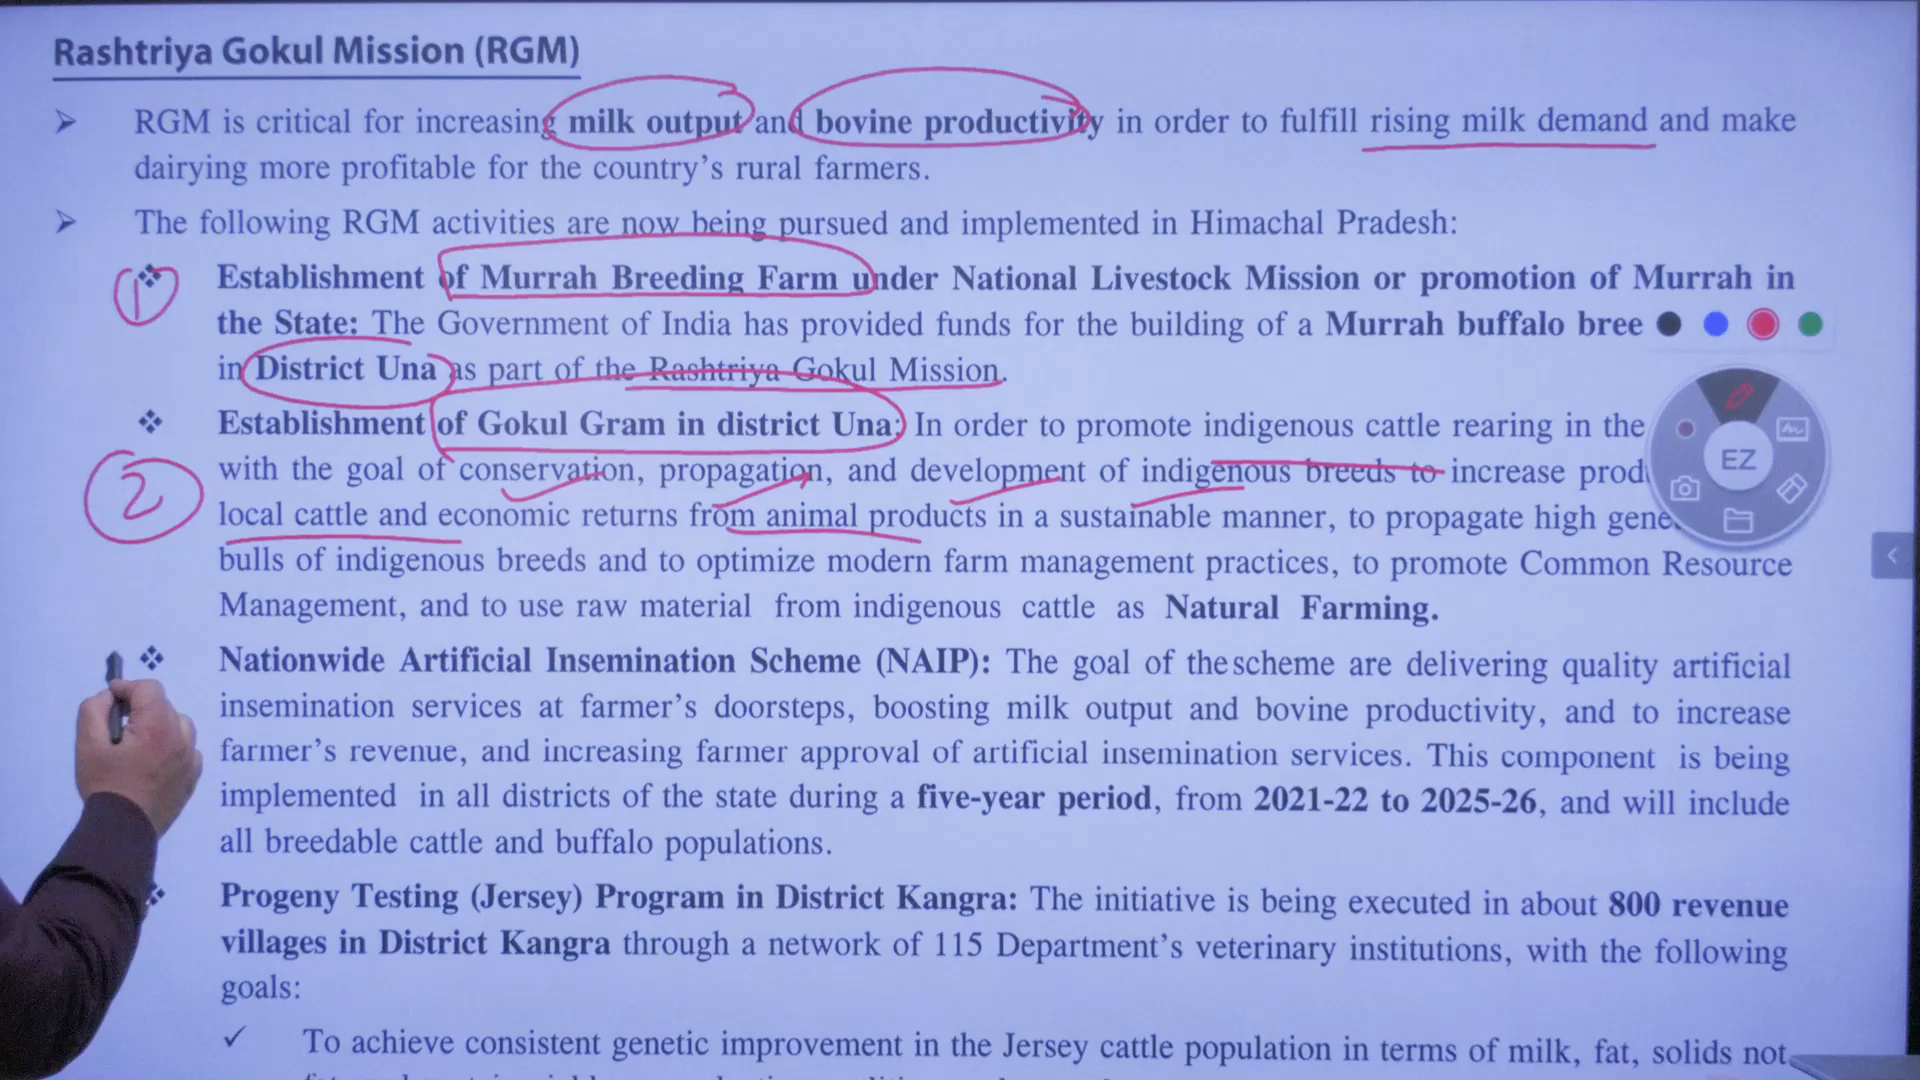 Rashtriya Gokul Mission (RGM)
➤ RGM is critical for increasing milk output and bovine productivity in order to fulfill rising milk demand and make
dairying more profitable for the country's rural farmers.
➤ The following RGM activities are now being pursued and implemented in Himachal Pradesh:
1 ❖ Establishment of Murrah Breeding Farm under National Livestock Mission or promotion of Murrah in
the State: The Government of India has provided funds for the building of a Murrah buffalo bree
in District Una as part of the Rashtriya Gokul Mission.
❖ Establishment of Gokul Gram in district Una: In order to promote indigenous cattle rearing in the
EZ
2 with the goal of conservation, propagation, and development of indigenous breeds to increase prod
local cattle and economic returns from animal products in a sustainable manner, to propagate high gene
bulls of indigenous breeds and to optimize modern farm management practices, to promote Common Resource
Management, and to use raw material from indigenous cattle as Natural Farming.
❖ Nationwide Artificial Insemination Scheme (NAIP): The goal of thescheme are delivering quality artificial
insemination services at farmer's doorsteps, boosting milk output and bovine productivity, and to increase
farmer's revenue, and increasing farmer approval of artificial insemination services. This component is being
implemented in all districts of the state during a five-year period, from 2021-22 to 2025-26, and will include
all breedable cattle and buffalo populations.
❖ Progeny Testing (Jersey) Program in District Kangra: The initiative is being executed in about 800 revenue
villages in District Kangra through a network of 115 Department's veterinary institutions, with the following
goals:
✓ To achieve consistent genetic improvement in the Jersey cattle population in terms of milk, fat, solids not